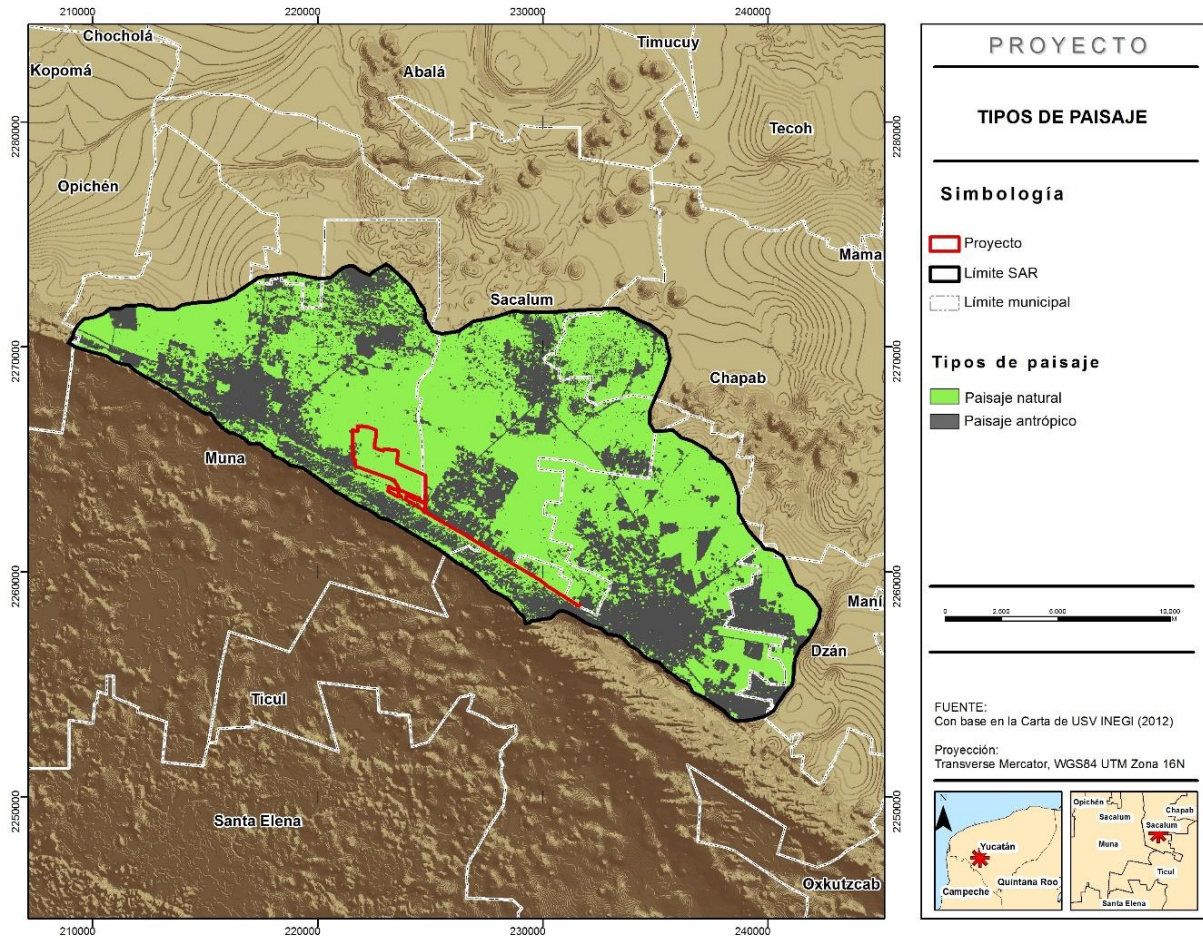 210000
220000
230000
240000
2280000
2270000
2260000
2250000
Chocholá
Timucuy
Kopomá
Abalá
Tecoh
Opichén
Mama
Sacalum
Chapab
Muna
Maní
Dzán
Ticul
Santa Elena
Oxkutzcab
2280000
2270000
2260000
2250000
210000
220000
230000
240000
PROYECTO
TIPOS DE PAISAJE
Simbología
Proyecto
Límite SAR
Límite municipal
Tipos de paisaje
Paisaje natural
Paisaje antrópico
FUENTE:
Con base en la Carta de USV INEGI (2012)
Proyección:
Transverse Mercator, WGS84 UTM Zona 16N
N
Yucatán
Campeche
Quintana Roo
Opichén
Sacalum
Chapab
Sacalum
Muna
Ticul
Santa Elena